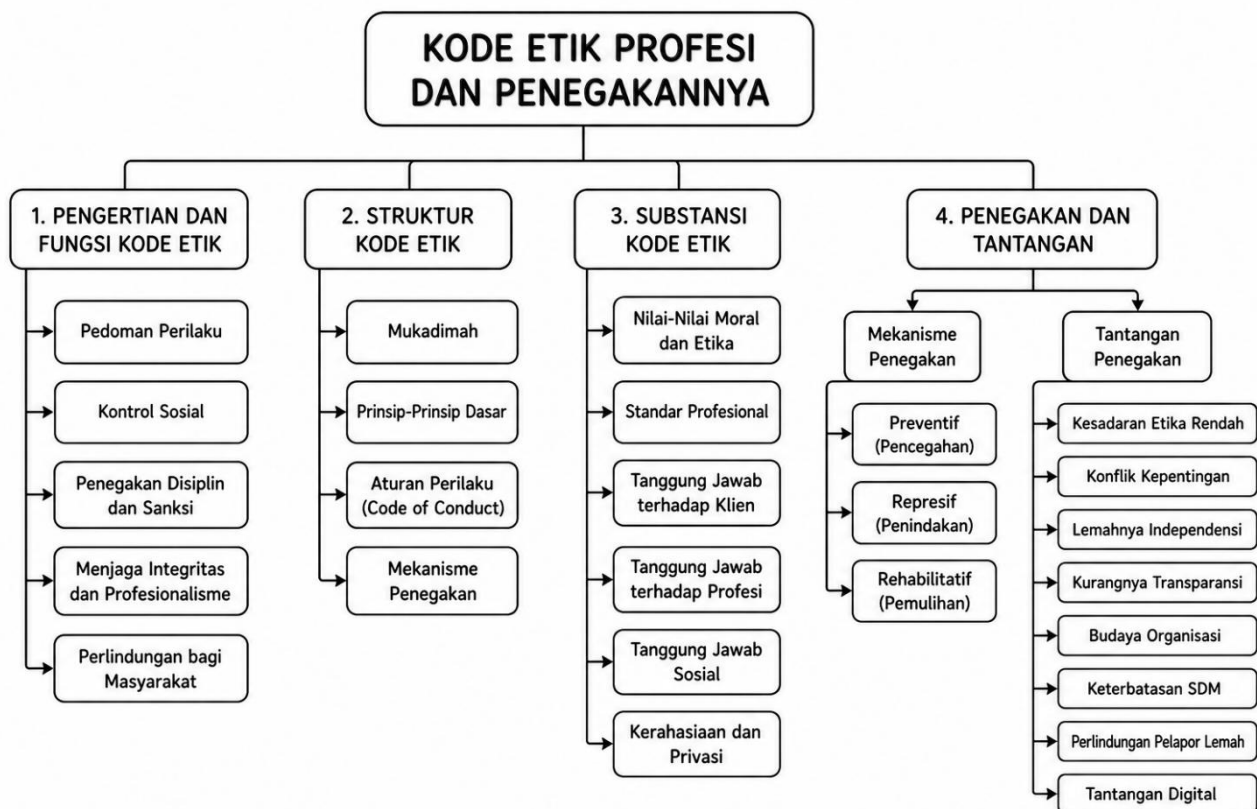 KODE ETIK PROFESI
DAN PENEGAKANNYA
1. PENGERTIAN DAN
FUNGSI KODE ETIK
Pedoman Perilaku
Kontrol Sosial
Penegakan Disiplin
dan Sanksi
Menjaga Integritas
dan Profesionalisme
Perlindungan bagi
Masyarakat
2. STRUKTUR
KODE ETIK
Mukadimah
Prinsip-Prinsip Dasar
Aturan Perilaku
(Code of Conduct)
Mekanisme
Penegakan
3. SUBSTANSI
KODE ETIK
Nilai-Nilai Moral
dan Etika
Standar Profesional
Tanggung Jawab
terhadap Klien
Tanggung Jawab
terhadap Profesi
Tanggung Jawab
Sosial
Kerahasiaan dan
Privasi
4. PENEGAKAN DAN
TANTANGAN
Mekanisme
Penegakan
Preventif
(Pencegahan)
Represif
(Penindakan)
Rehabilitatif
(Pemulihan)
Tantangan
Penegakan
Kesadaran Etika Rendah
Konflik Kepentingan
Lemahnya Independensi
Kurangnya Transparansi
Budaya Organisasi
Keterbatasan SDM
Perlindungan Pelapor Lemah
Tantangan Digital